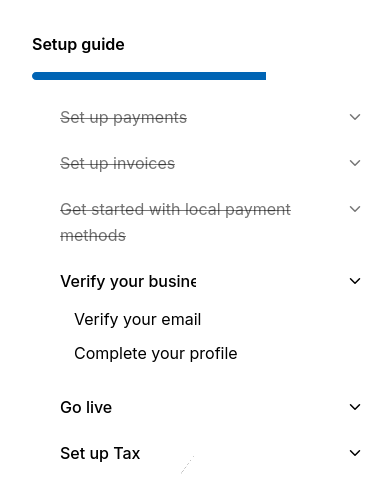 Setup guide
Set up payments
Set up invoices
Get started with local payment
methods
Verify your
Verify your email
Complete your profile
Go live
Set up Tax